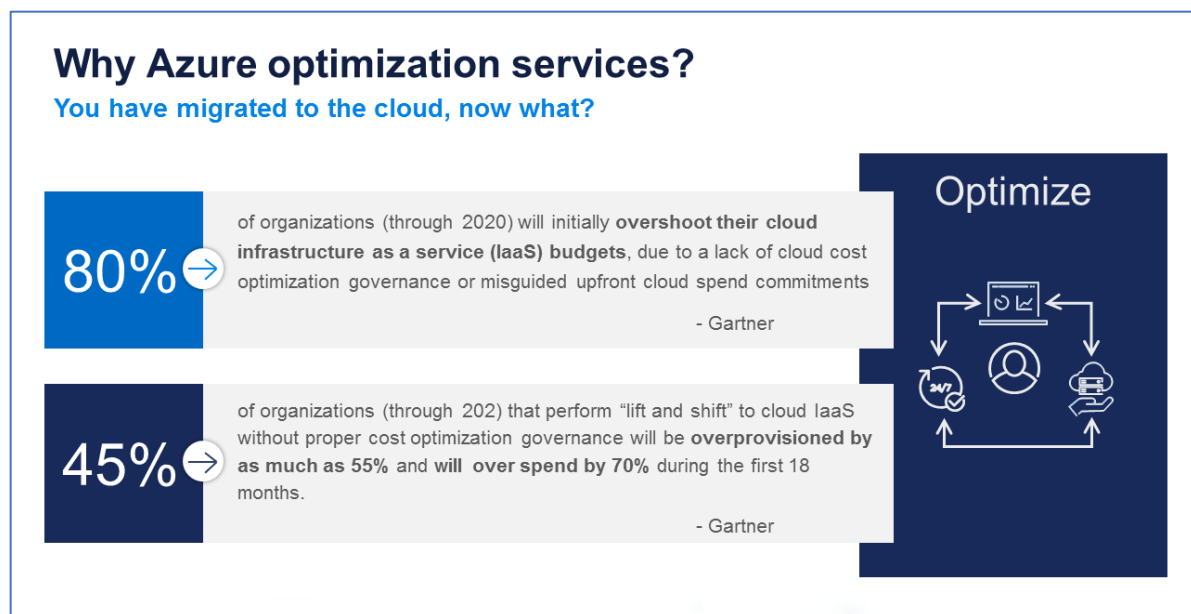 Why Azure optimization services?
You have migrated to the cloud, now what?
80%
of organizations (through 2020) will initially overshoot their cloud
infrastructure as a service (IaaS) budgets, due to a lack of cloud cost
optimization governance or misguided upfront cloud spend commitments
- Gartner
45%
of organizations (through 202) that perform “lift and shift” to cloud IaaS
without proper cost optimization governance will be overprovisioned by
as much as 55% and will over spend by 70% during the first 18
months.
- Gartner
Optimize
24/7